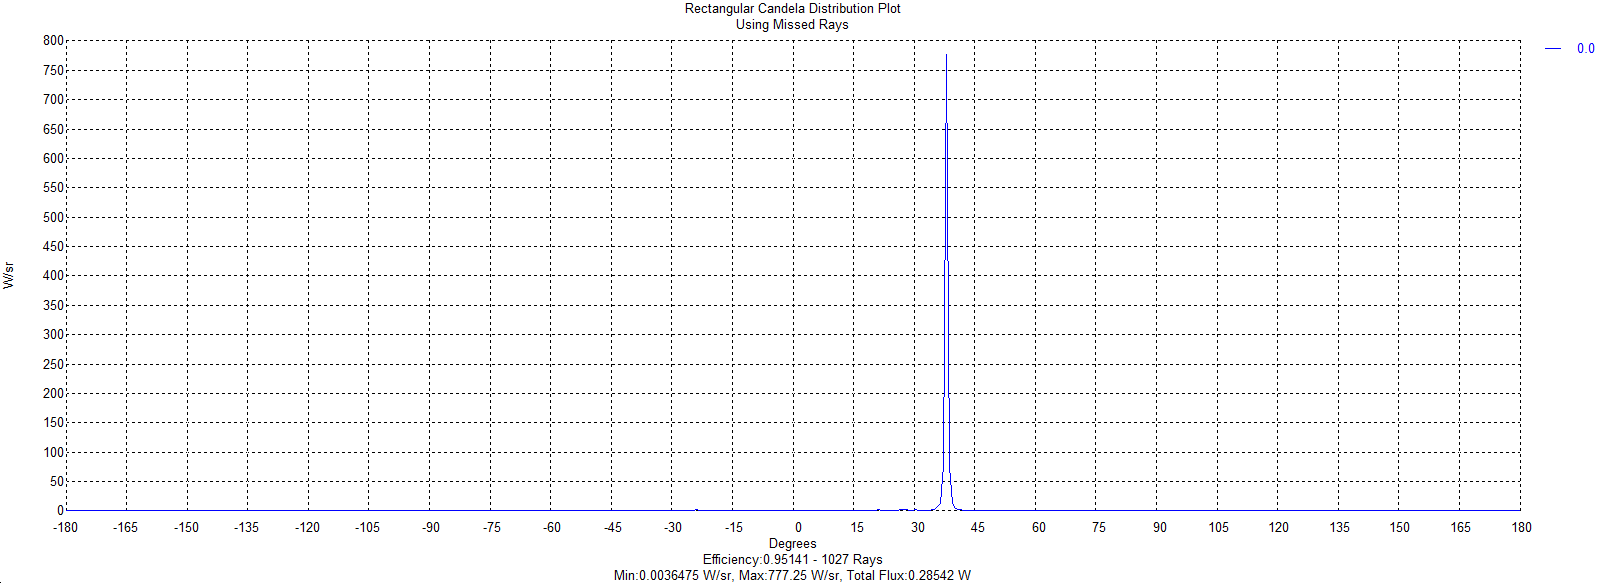 Rectangular Candela Distribution Plot
Using Missed Rays
0.0
800
750
700
650
600
550
500
450
400
350
300
250
200
150
100
50
0
W/sr
-180 -165 -150 -135 -120 -105 -90 -75 -60 -45 -30 -15 0 15 30 45 60 75 90 105 120 135 150 165 180
Degrees
Efficiency:0.95141 - 1027 Rays
Min:0.0036475 W/sr, Max:777.25 W/sr, Total Flux:0.28542 W